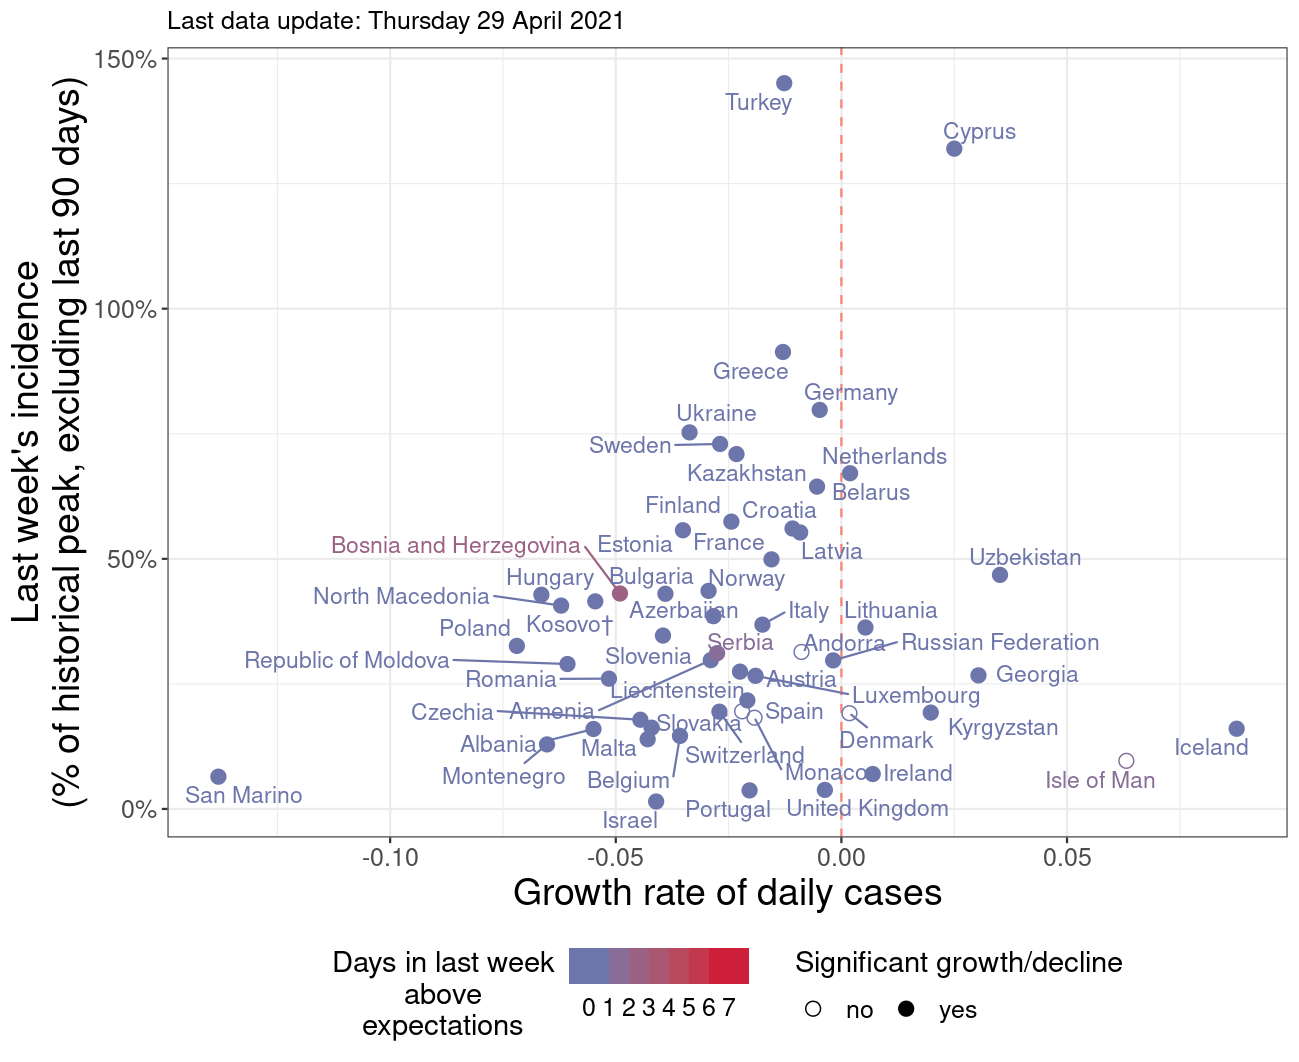 Last data update: Thursday 29 April 2021
150%
100%
50%
0%
Last week's incidence
(% of historical peak, excluding last 90 days)
Turkey
Cyprus
Greece
Germany
Ukraine
Sweden
Kazakhstan
Netherlands
Belarus
Finland
Croatia
Estonia
France
Latvia
Bosnia and Herzegovina
Uzbekistan
Hungary
Bulgaria
Norway
North Macedonia
Azerbaijan
Italy
Lithuania
Kosovo†
Poland
Serbia
Andorra
Russian Federation
Republic of Moldova
Slovenia
Romania
Austria
Georgia
Liechtenstein
Luxembourg
Czechia
Armenia
Spain
Slovakia
Kyrgyzstan
Denmark
Albania
Malta
Switzerland
Iceland
Montenegro
Belgium
Monaco
Ireland
Isle of Man
San Marino
Portugal
United Kingdom
Israel
-0.10
-0.05
0.00
0.05
Growth rate of daily cases
Days in last week
above
expectations
0 1 2 3 4 5 6 7
Significant growth/decline
no
yes